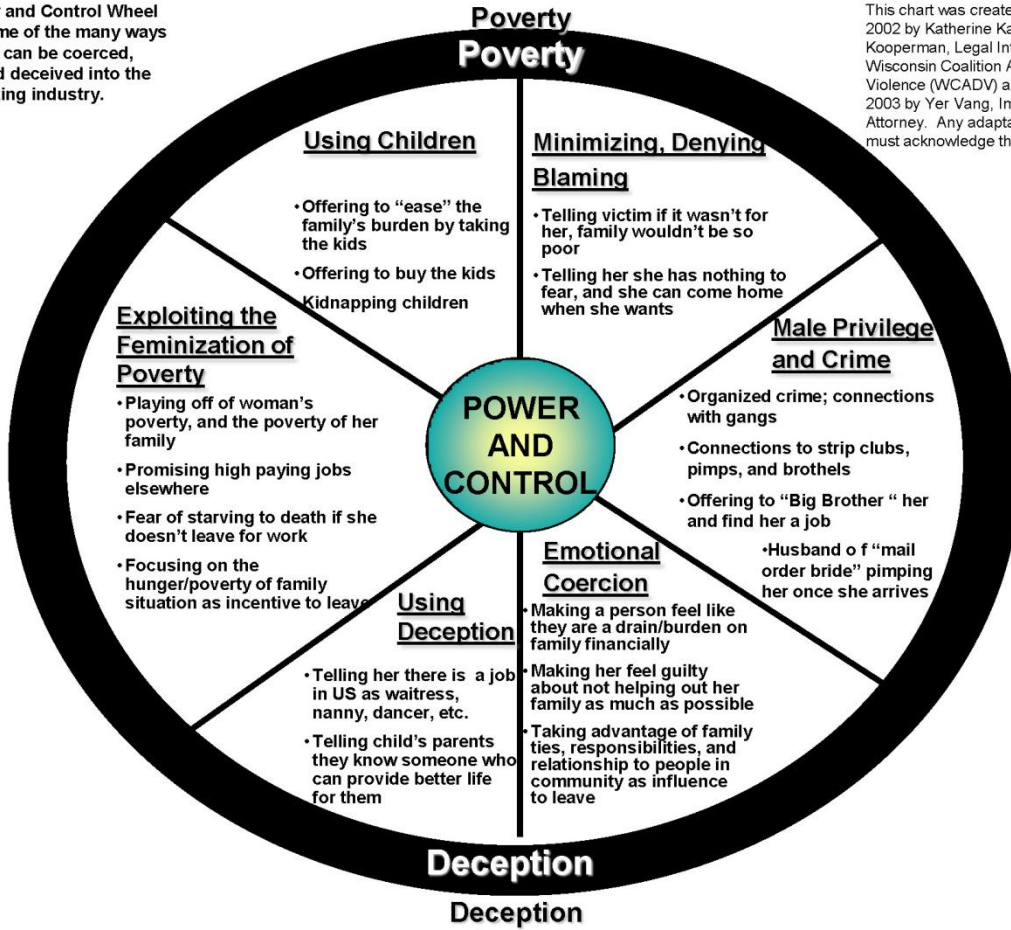 y and Control Wheel
me of the many ways
can be coerced,
d deceived into the
king industry.
This chart was create
2002 by Katherine Ka
Kooperman, Legal Int
Wisconsin Coalition A
Violence (WCADV) a
2003 by Yer Vang, Im
Attorney. Any adapta
must acknowledge th
Poverty
Poverty
Using Children
•Offering to “ease” the
family’s burden by taking
the kids
•Offering to buy the kids
Kidnapping children
Minimizing, Denying
Blaming
•Telling victim if it wasn’t for
her, family wouldn’t be so
poor
•Telling her she has nothing to
fear, and she can come home
when she wants
Exploiting the
Feminization of
Poverty
•Playing off of woman’s
poverty, and the poverty of her
family
•Promising high paying jobs
elsewhere
•Fear of starving to death if she
doesn’t leave for work
•Focusing on the
hunger/poverty of family
situation as incentive to leave
POWER
AND
CONTROL
Male Privilege
and Crime
•Organized crime; connections
with gangs
•Connections to strip clubs,
pimps, and brothels
•Offering to “Big Brother “ her
and find her a job
•Husband o f “mail
order bride” pimping
her once she arrives
Using
Deception
•Telling her there is a job
in US as waitress,
nanny, dancer, etc.
•Telling child’s parents
they know someone who
can provide better life
for them
Emotional
Coercion
•Making a person feel like
they are a drain/burden on
family financially
•Making her feel guilty
about not helping out her
family as much as possible
•Taking advantage of family
ties, responsibilities, and
relationship to people in
community as influence
to leave
Deception
Deception